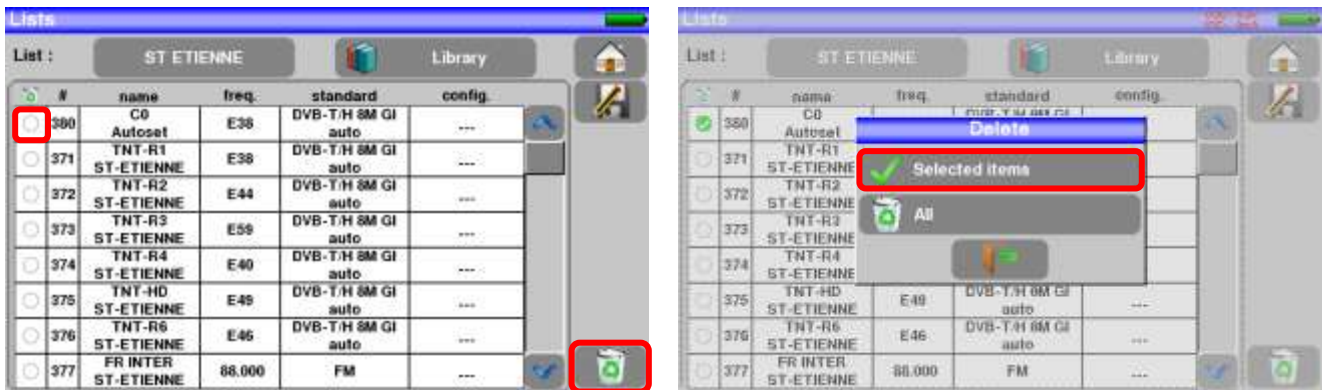 Lists
List : ST ETIENNE Library
# name freq. standard config.
380 C0 Autoset E38 DVB-T/H 8M GI auto ---
371 TNT-R1 ST-ETIENNE E38 DVB-T/H 8M GI auto ---
372 TNT-R2 ST-ETIENNE E44 DVB-T/H 8M GI auto ---
373 TNT-R3 ST-ETIENNE E59 DVB-T/H 8M GI auto ---
374 TNT-R4 ST-ETIENNE E40 DVB-T/H 8M GI auto ---
375 TNT-HD ST-ETIENNE E49 DVB-T/H 8M GI auto ---
376 TNT-R6 ST-ETIENNE E46 DVB-T/H 8M GI auto ---
377 FR INTER ST-ETIENNE 88.000 FM ---
Lists
List : ST ETIENNE Library
# name freq. standard config.
380 C0 Autoset
Delete
371 TNT-R1 ST-ETIENNE
Selected items
372 TNT-R2 ST-ETIENNE
All
373 TNT-R3 ST-ETIENNE
374 TNT-R4 ST-ETIENNE
375 TNT-HD ST-ETIENNE E49 DVB-T/H 8M GI auto ---
376 TNT-R6 ST-ETIENNE E46 DVB-T/H 8M GI auto ---
377 FR INTER ST-ETIENNE 88.000 FM ---